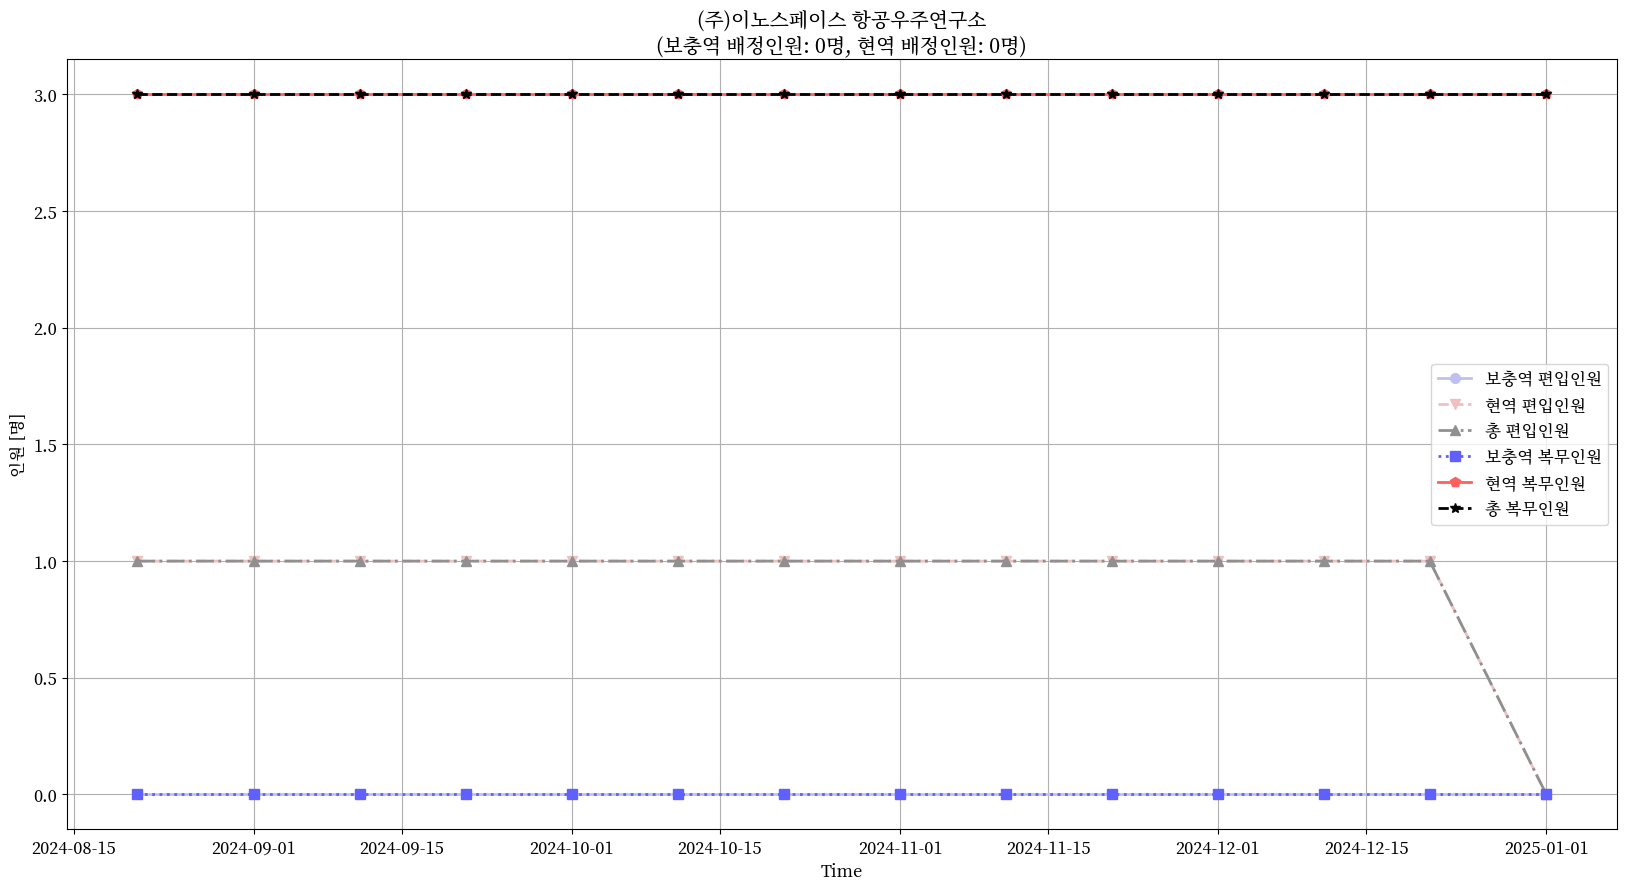 (주)이노스페이스 항공우주연구소
(보충역 배정인원: 0명, 현역 배정인원: 0명)
3.0
2.5
2.0
1.5
1.0
0.5
0.0
인원 [명]
보충역 편입인원
현역 편입인원
총 편입인원
보충역 복무인원
현역 복무인원
총 복무인원
2024-08-15 2024-09-01 2024-09-15 2024-10-01 2024-10-15 2024-11-01 2024-11-15 2024-12-01 2024-12-15 2025-01-01
Time